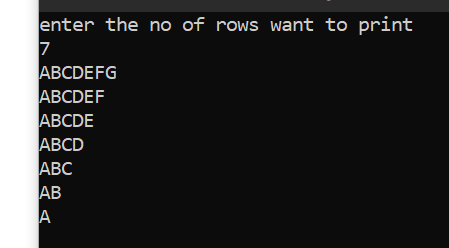 enter the no of rows want to print
7
ABCDEFG
ABCDEF
ABCDE
ABCD
ABC
AB
A